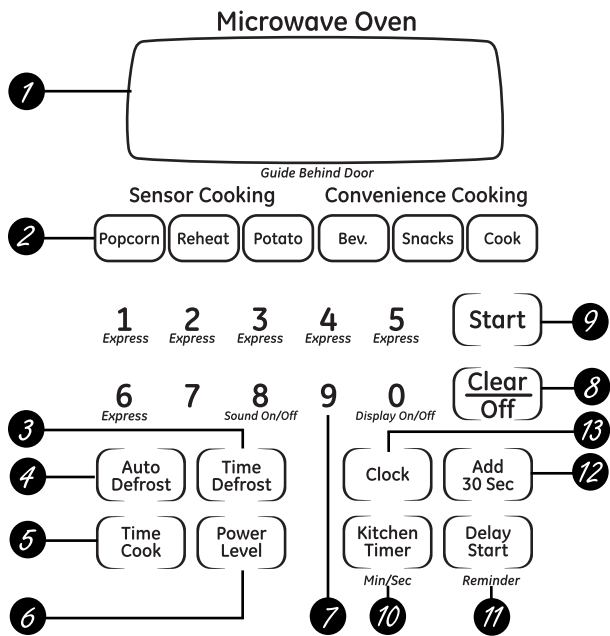 Microwave Oven
1
Guide Behind Door
Sensor Cooking Convenience Cooking
2 Popcorn Reheat Potato Bev. Snacks Cook
1 2 3 4 5 Start 9
Express Express Express Express Express
6 7 8 9 0 Clear 8
Off
Express Sound On/Off Display On/Off
3 13
4 Auto Defrost Time Defrost Clock Add 30 Sec 12
5 Time Cook Power Level Kitchen Timer Delay Start
Min/Sec Reminder
6 7 10 11